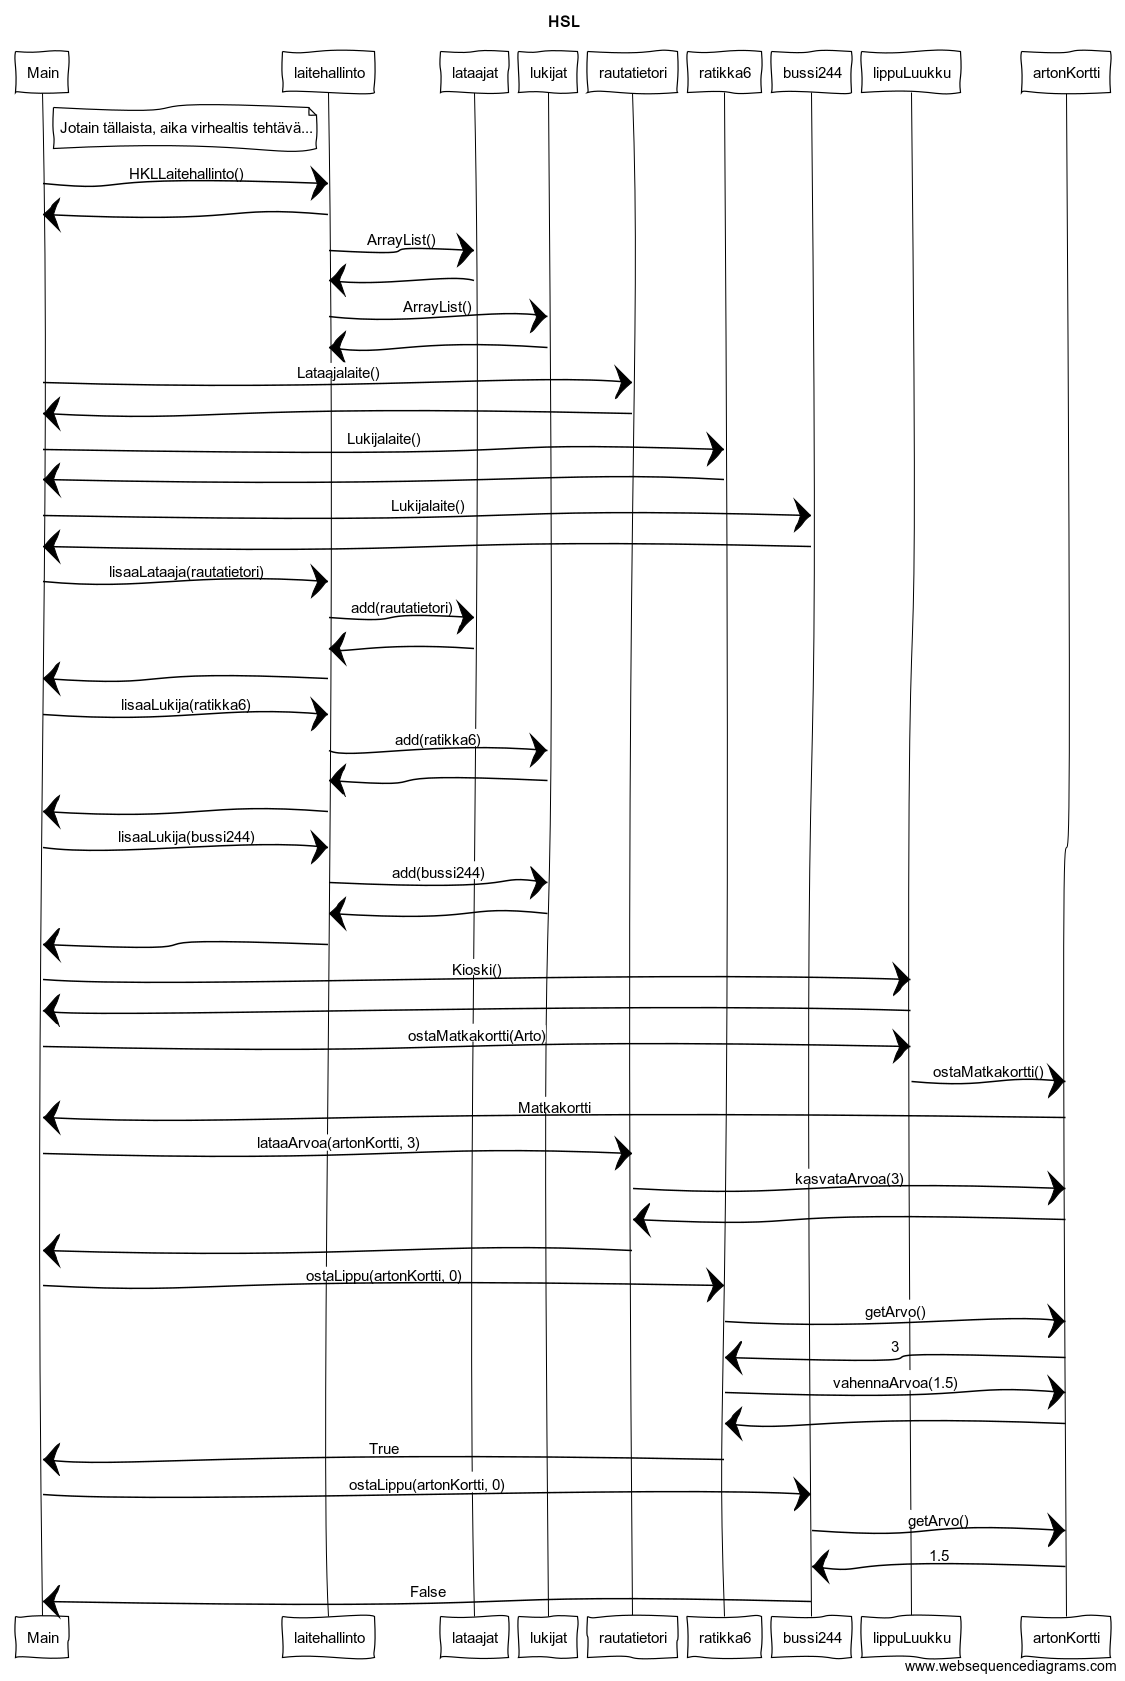 HSL
Main laitehallinto lataajat lukijat rautatietori ratikka6 bussi244 lippuLuukku artonKortti
Jotain tällaista, aika virhealtis tehtävä...
HKLLaitehallinto()
ArrayList()
ArrayList()
Lataajalaite()
Lukijalaite()
Lukijalaite()
lisaaLataaja(rautatietori)
add(rautatietori)
lisaaLukija(ratikka6)
add(ratikka6)
lisaaLukija(bussi244)
add(bussi244)
Kioski()
ostaMatkakortti(Arto)
ostaMatkakortti()
Matkakortti
lataaArvoa(artonKortti, 3)
kasvataArvoa(3)
ostaLippu(artonKortti, 0)
getArvo()
3
vahennaArvoa(1.5)
True
ostaLippu(artonKortti, 0)
getArvo()
1.5
False
Main laitehallinto lataajat lukijat rautatietori ratikka6 bussi244 lippuLuukku artonKortti
www.websequencediagrams.com